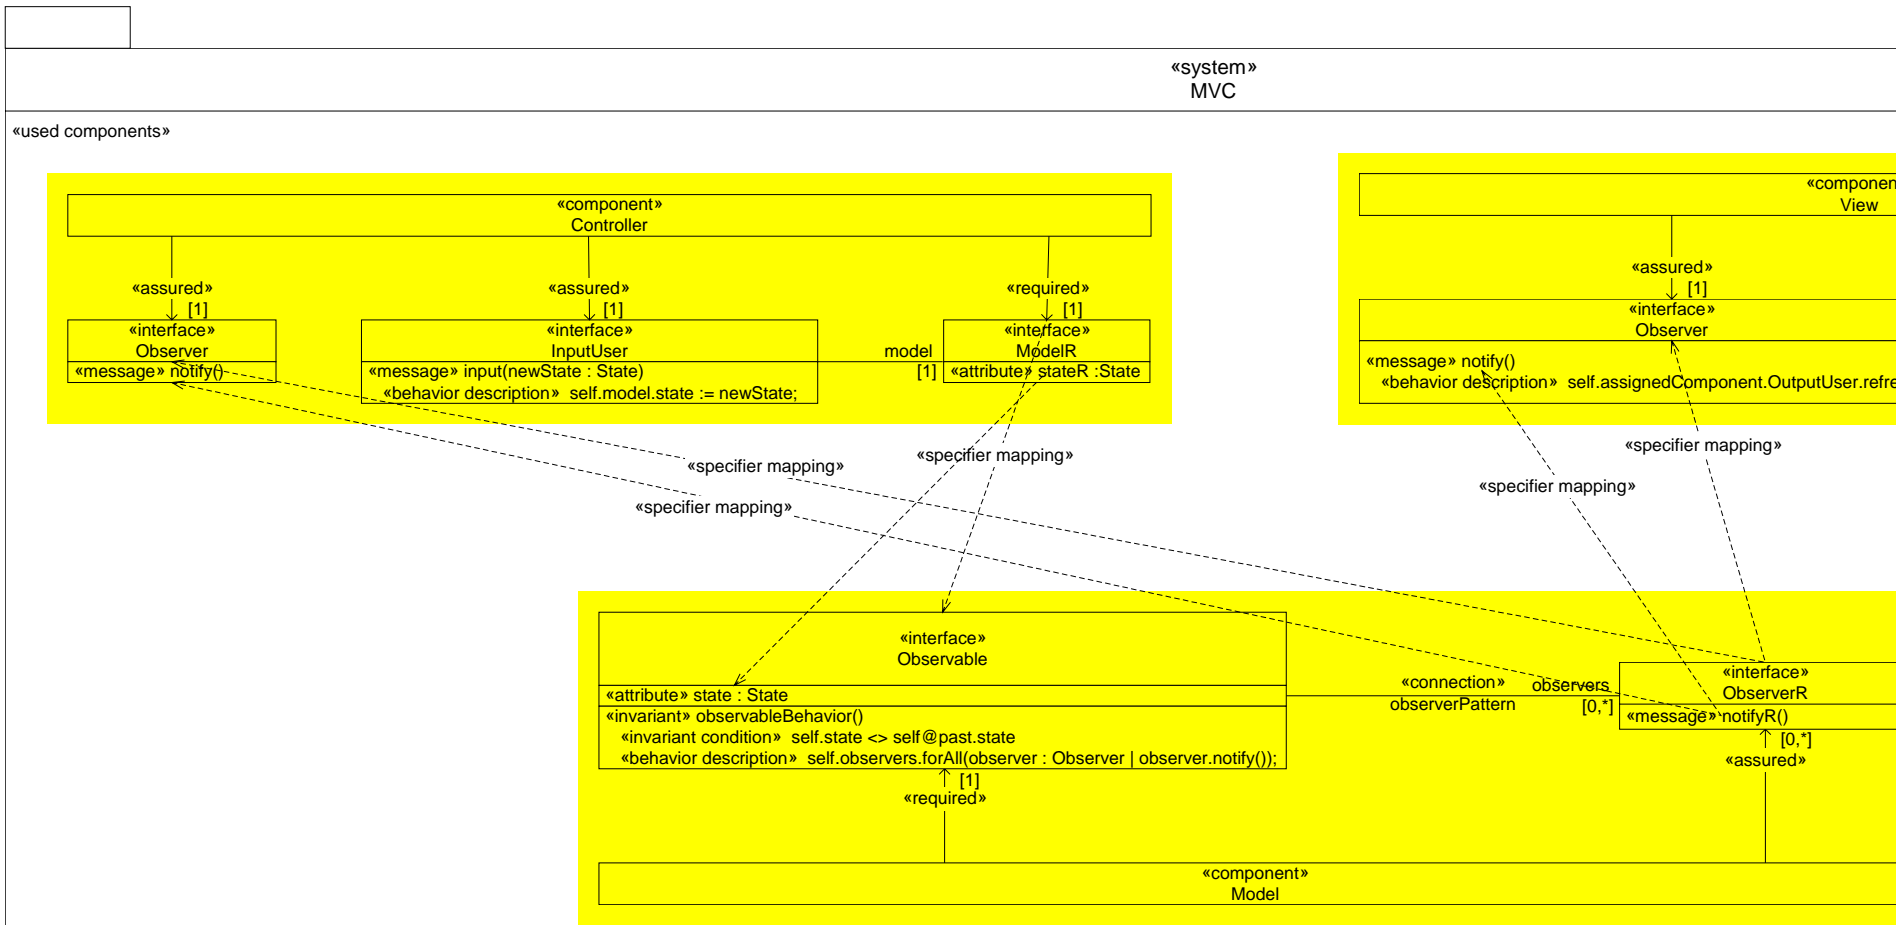 «system»
MVC
«used components»
«component»
Controller
«assured»
[1]
«assured»
[1]
«required»
[1]
«interface»
Observer
«message» notify()
«interface»
InputUser
«message» input(newState : State)
«behavior description» self.model.state := newState;
model
[1]
«interface»
ModelR
«attribute» stateR :State
«componen
View
«assured»
[1]
«interface»
Observer
«message» notify()
«behavior description» self.assignedComponent.OutputUser.refre
«specifier mapping»
«specifier mapping»
«specifier mapping»
«specifier mapping»
«specifier mapping»
«interface»
Observable
«attribute» state : State
«invariant» observableBehavior()
«invariant condition» self.state <> self@past.state
«behavior description» self.observers.forAll(observer : Observer | observer.notify());
«connection»
observerPattern
observers
[0,*]
«interface»
ObserverR
«message» notifyR()
[1]
«required»
[0,*]
«assured»
«component»
Model